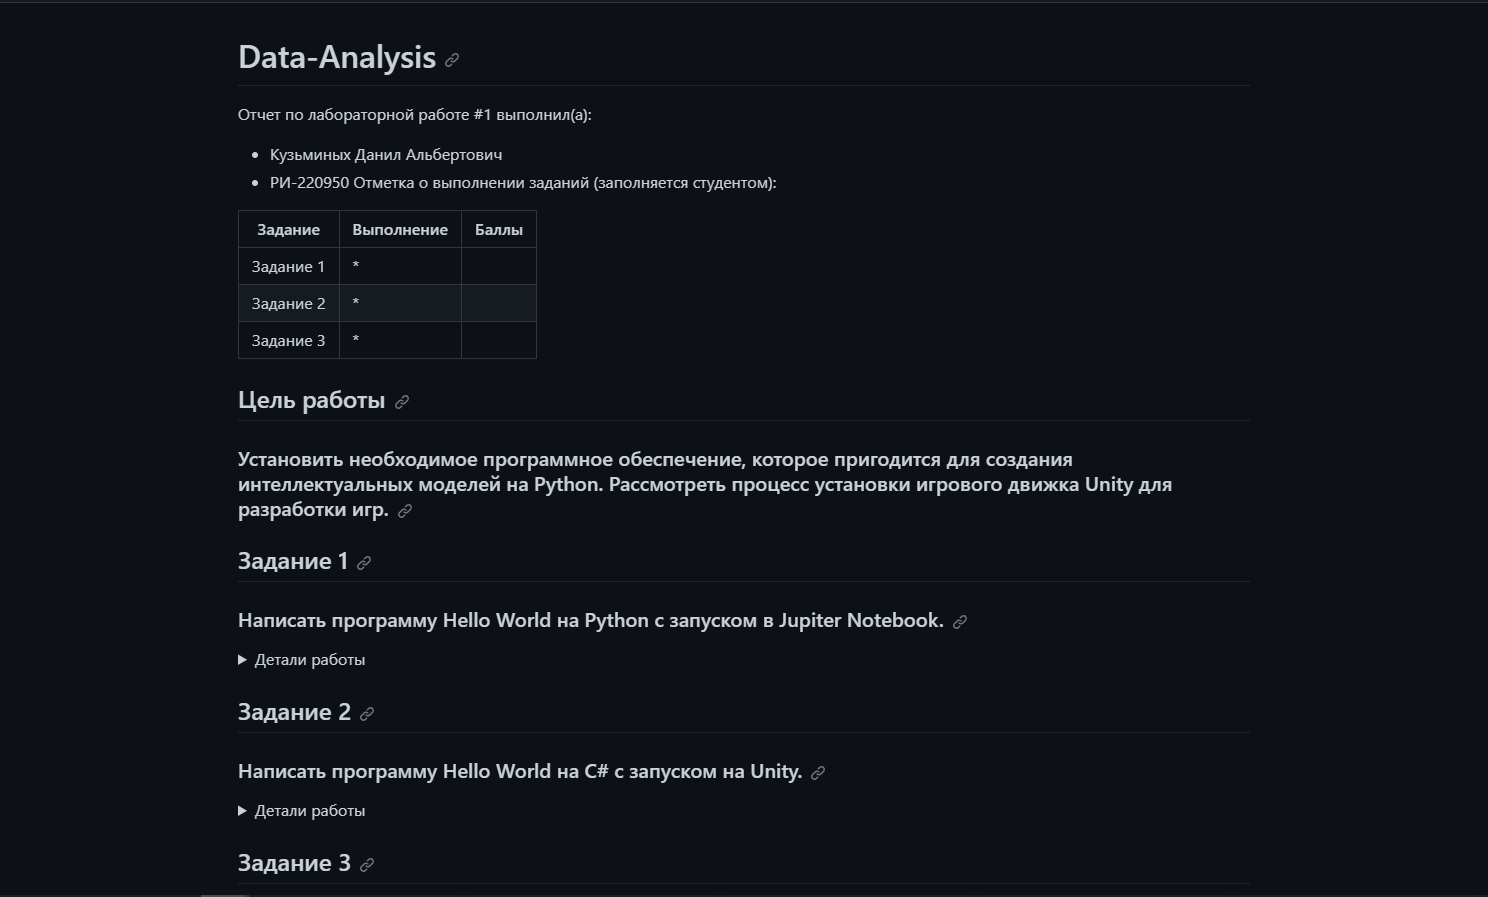 Data-Analysis
Отчет по лабораторной работе #1 выполнил(а):
Кузьминых Данил Альбертович
РИ-220950 Отметка о выполнении заданий (заполняется студентом):
Задание Выполнение Баллы
Задание 1 *
Задание 2 *
Задание 3 *
Цель работы
Установить необходимое программное обеспечение, которое пригодится для создания
интеллектуальных моделей на Python. Рассмотреть процесс установки игрового движка Unity для
разработки игр.
Задание 1
Написать программу Hello World на Python с запуском в Jupiter Notebook.
Детали работы
Задание 2
Написать программу Hello World на C# с запуском на Unity.
Детали работы
Задание 3